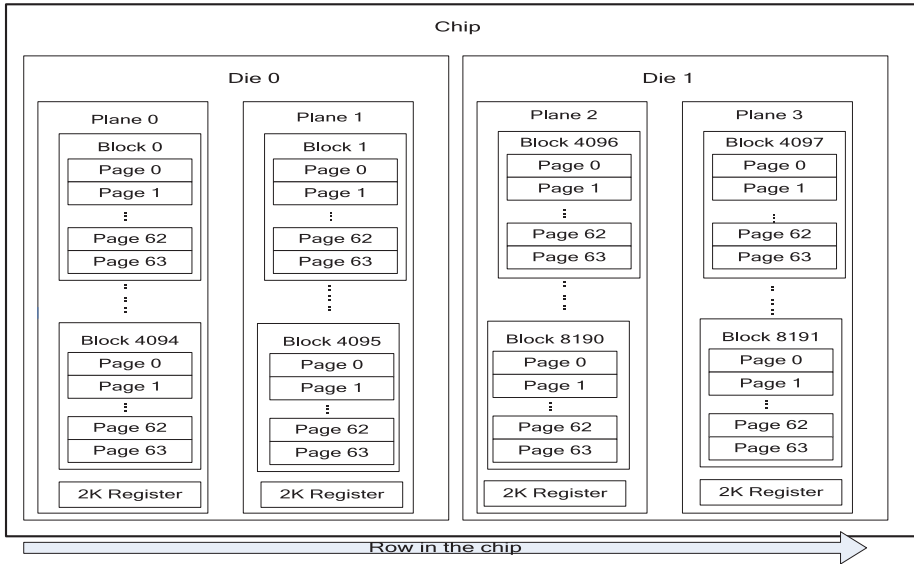 Chip
Die 0
Plane 0
Block 0
Page 0
Page 1
Page 62
Page 63
Block 4094
Page 0
Page 1
Page 62
Page 63
2K Register
Plane 1
Block 1
Page 0
Page 1
Page 62
Page 63
Block 4095
Page 0
Page 1
Page 62
Page 63
2K Register
Die 1
Plane 2
Block 4096
Page 0
Page 1
Page 62
Page 63
Block 8190
Page 0
Page 1
Page 62
Page 63
2K Register
Plane 3
Block 4097
Page 0
Page 1
Page 62
Page 63
Block 8191
Page 0
Page 1
Page 62
Page 63
2K Register
Row in the chip